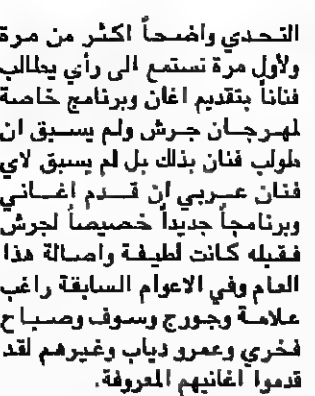 التحدي واضحاً اكثر من مرة
ولأول مرة نستمع الى رأي يطالب
فناناً بتقديم اغان وبرنامج خاصة
لمهرجان جرش ولم يسبق ان
طولب فنان بذلك بل لم يسبق لاي
فنان عربي ان قدم اغاني
وبرنامجاً جديداً خصيصاً لجرش
فقبله كانت لطيفة واصالة هذا
العام وفي الاعوام السابقة راغب
علامة وجورج وسوف وصباح
فخري وعمرو دياب وغيرهم لقد
قدموا اغانيهم المعروفة.